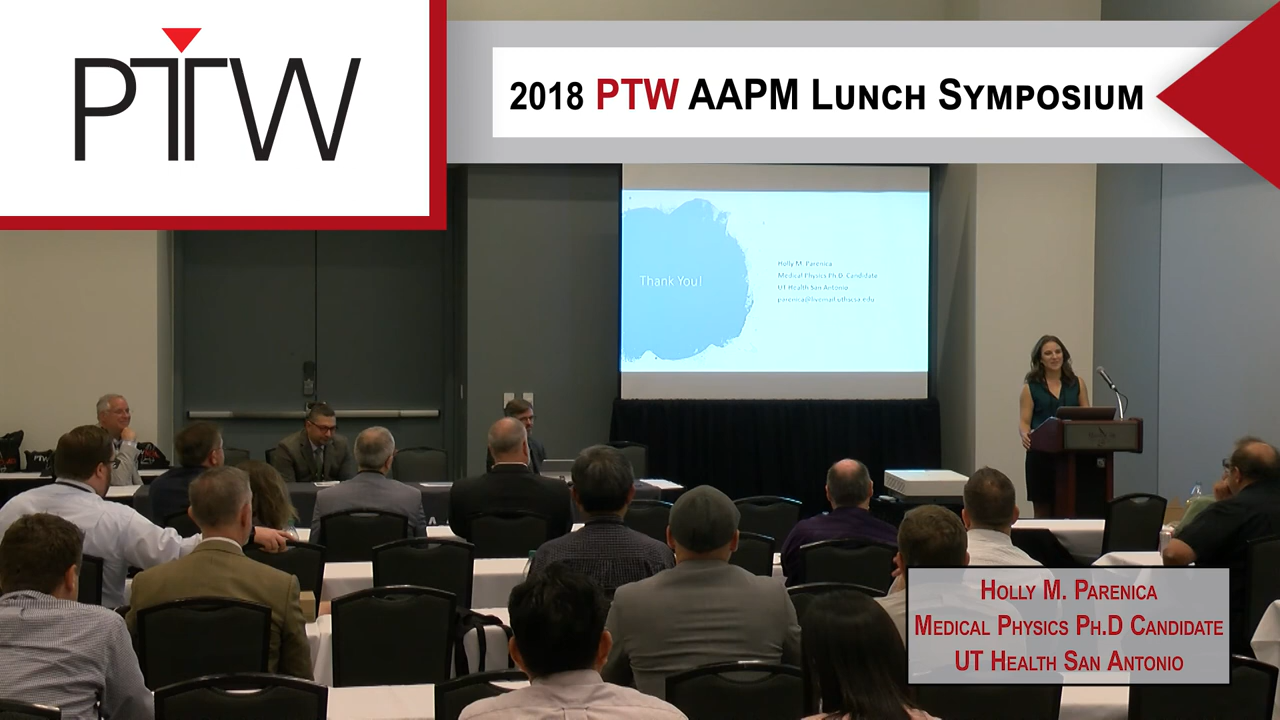 PTW
2018 PTW AAPM Lunch Symposium
Thank You!
Holly M. Parenica
Medical Physics Ph.D. Candidate
UT Health San Antonio
Holly M. Parenica
Medical Physics Ph.D Candidate
UT Health San Antonio